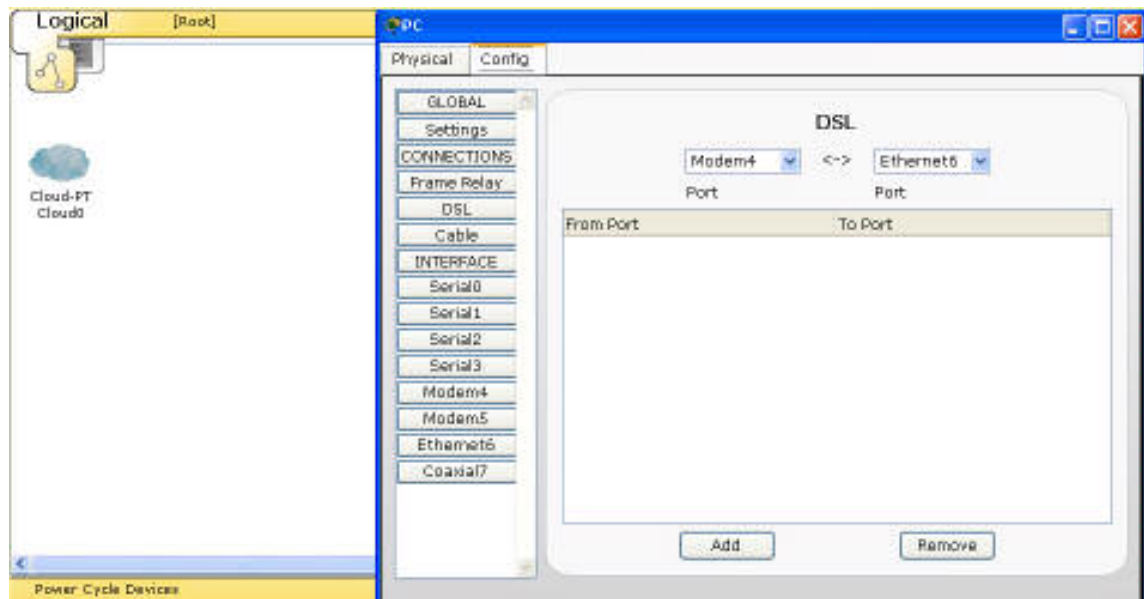 Logical [Root]
PC
Physical Config
GLOBAL
Settings
CONNECTIONS
Frame Relay
DSL
Cable
INTERFACE
Serial0
Serial1
Serial2
Serial3
Modem4
Modem5
Ethernet6
Coaxial7
DSL
Modem4 <-> Ethernet6
Port Port
From Port To Port
Add Remove
Cloud-PT
Cloud0
Power Cycle Devices